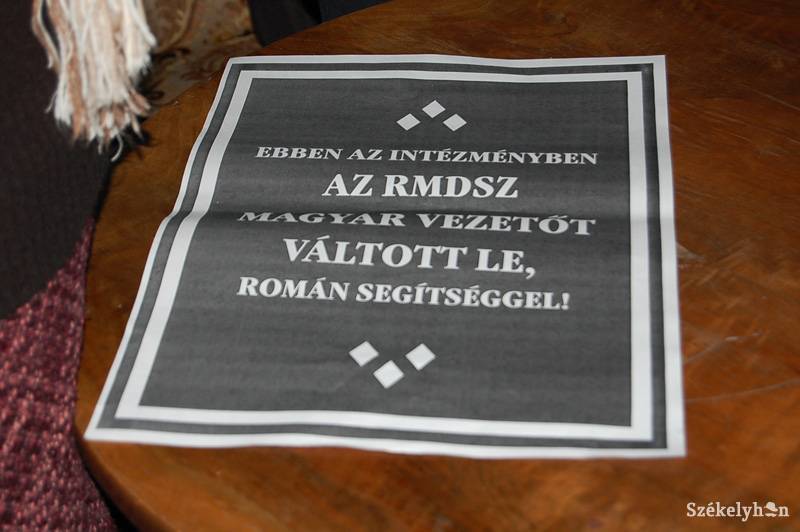 EBBEN AZ INTÉZMÉNYBEN
AZ RMDSZ
MAGYAR VEZETŐT
VÁLTOTT LE,
ROMÁN SEGÍTSÉGGEL!
Székelyhon